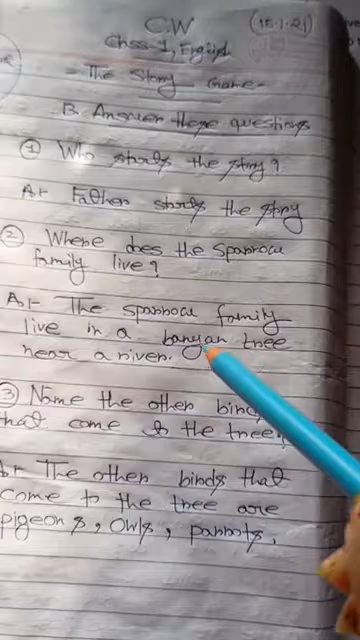 C.W (15.1.21)
Class-1, English
- The Story Game-
B. Answer these questions
① Who starts the story?
A:- Father starts the story
② Where does the sparrow
family live?
A:- The sparrow family
live in a banyan tree
near a river.
③ Name the other bird
that come to the tree?
A:- The other birds that
come to the tree are
pigeons, owls, parrots.